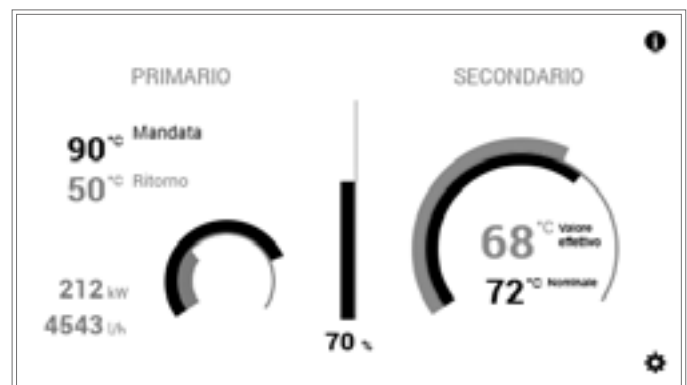 PRIMARIO
90 °C Mandata
50 °C Ritorno
212 kW
4543 l/h
70 %
SECONDARIO
68 °C Valore
effettivo
72 °C Nominale